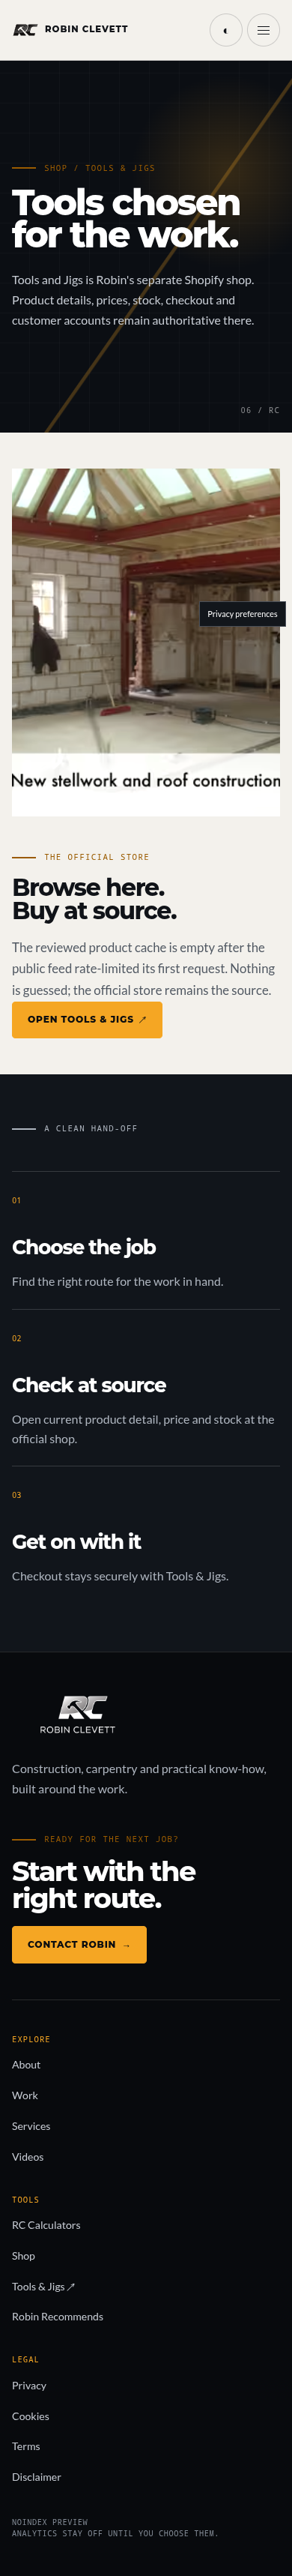 RC ROBIN CLEVETT
SHOP / TOOLS & JIGS
Tools chosen
for the work.
Tools and Jigs is Robin's separate Shopify shop.
Product details, prices, stock, checkout and
customer accounts remain authoritative there.
06 / RC
Privacy preferences
New stellwork and roof construction
THE OFFICIAL STORE
Browse here.
Buy at source.
The reviewed product cache is empty after the
public feed rate-limited its first request. Nothing
is guessed; the official store remains the source.
OPEN TOOLS & JIGS ↗
A CLEAN HAND-OFF
01
Choose the job
Find the right route for the work in hand.
02
Check at source
Open current product detail, price and stock at the
official shop.
03
Get on with it
Checkout stays securely with Tools & Jigs.
RC
ROBIN CLEVETT
Construction, carpentry and practical know-how,
built around the work.
READY FOR THE NEXT JOB?
Start with the
right route.
CONTACT ROBIN →
EXPLORE
About
Work
Services
Videos
TOOLS
RC Calculators
Shop
Tools & Jigs ↗
Robin Recommends
LEGAL
Privacy
Cookies
Terms
Disclaimer
NOINDEX PREVIEW
ANALYTICS STAY OFF UNTIL YOU CHOOSE THEM.